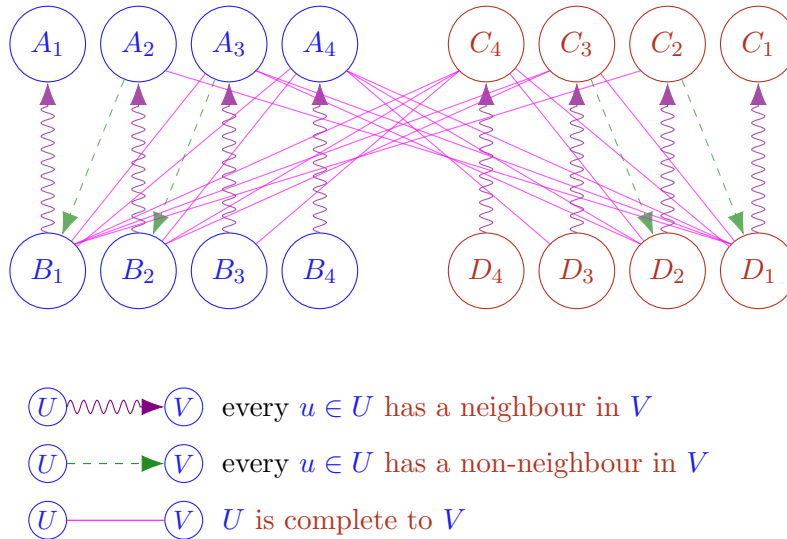 A₁ A₂ A₃ A₄ C₄ C₃ C₂ C₁
B₁ B₂ B₃ B₄ D₄ D₃ D₂ D₁
U V every u ∈ U has a neighbour in V
U V every u ∈ U has a non-neighbour in V
U V U is complete to V